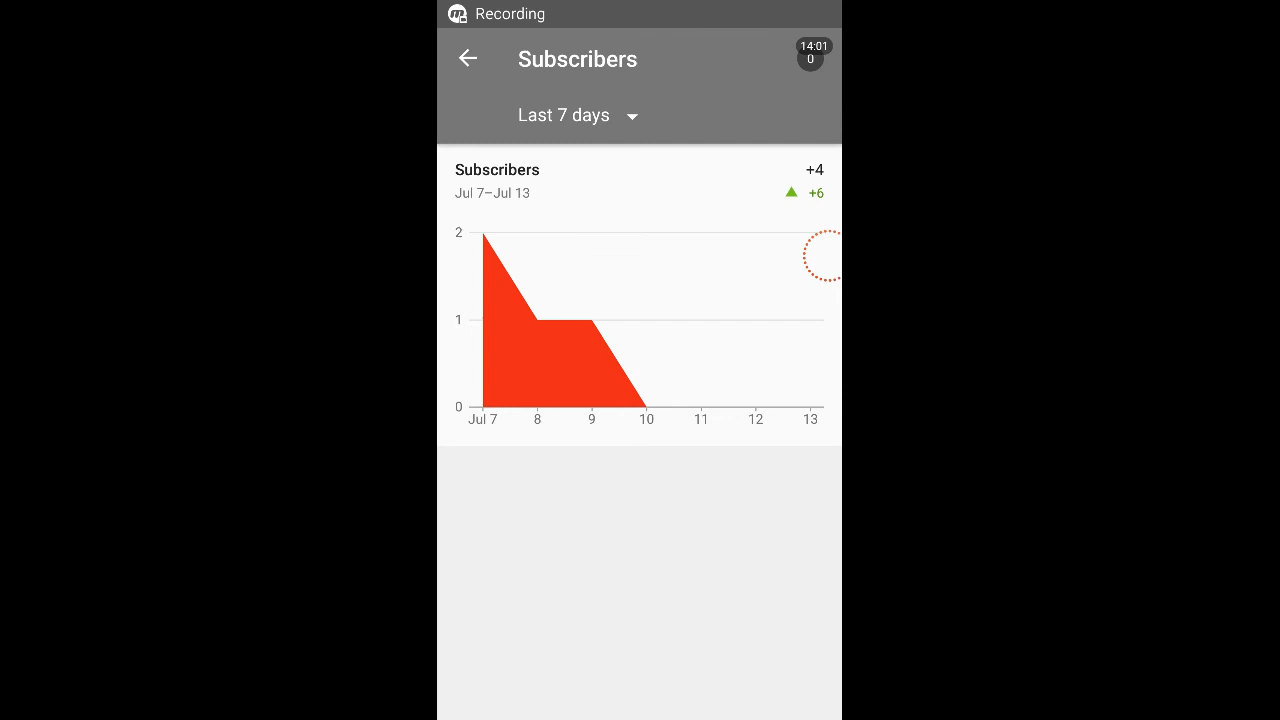 Recording
Subscribers
14:01
0
Last 7 days
Subscribers +4
Jul 7–Jul 13 +6
2
1
0
Jul 7 8 9 10 11 12 13